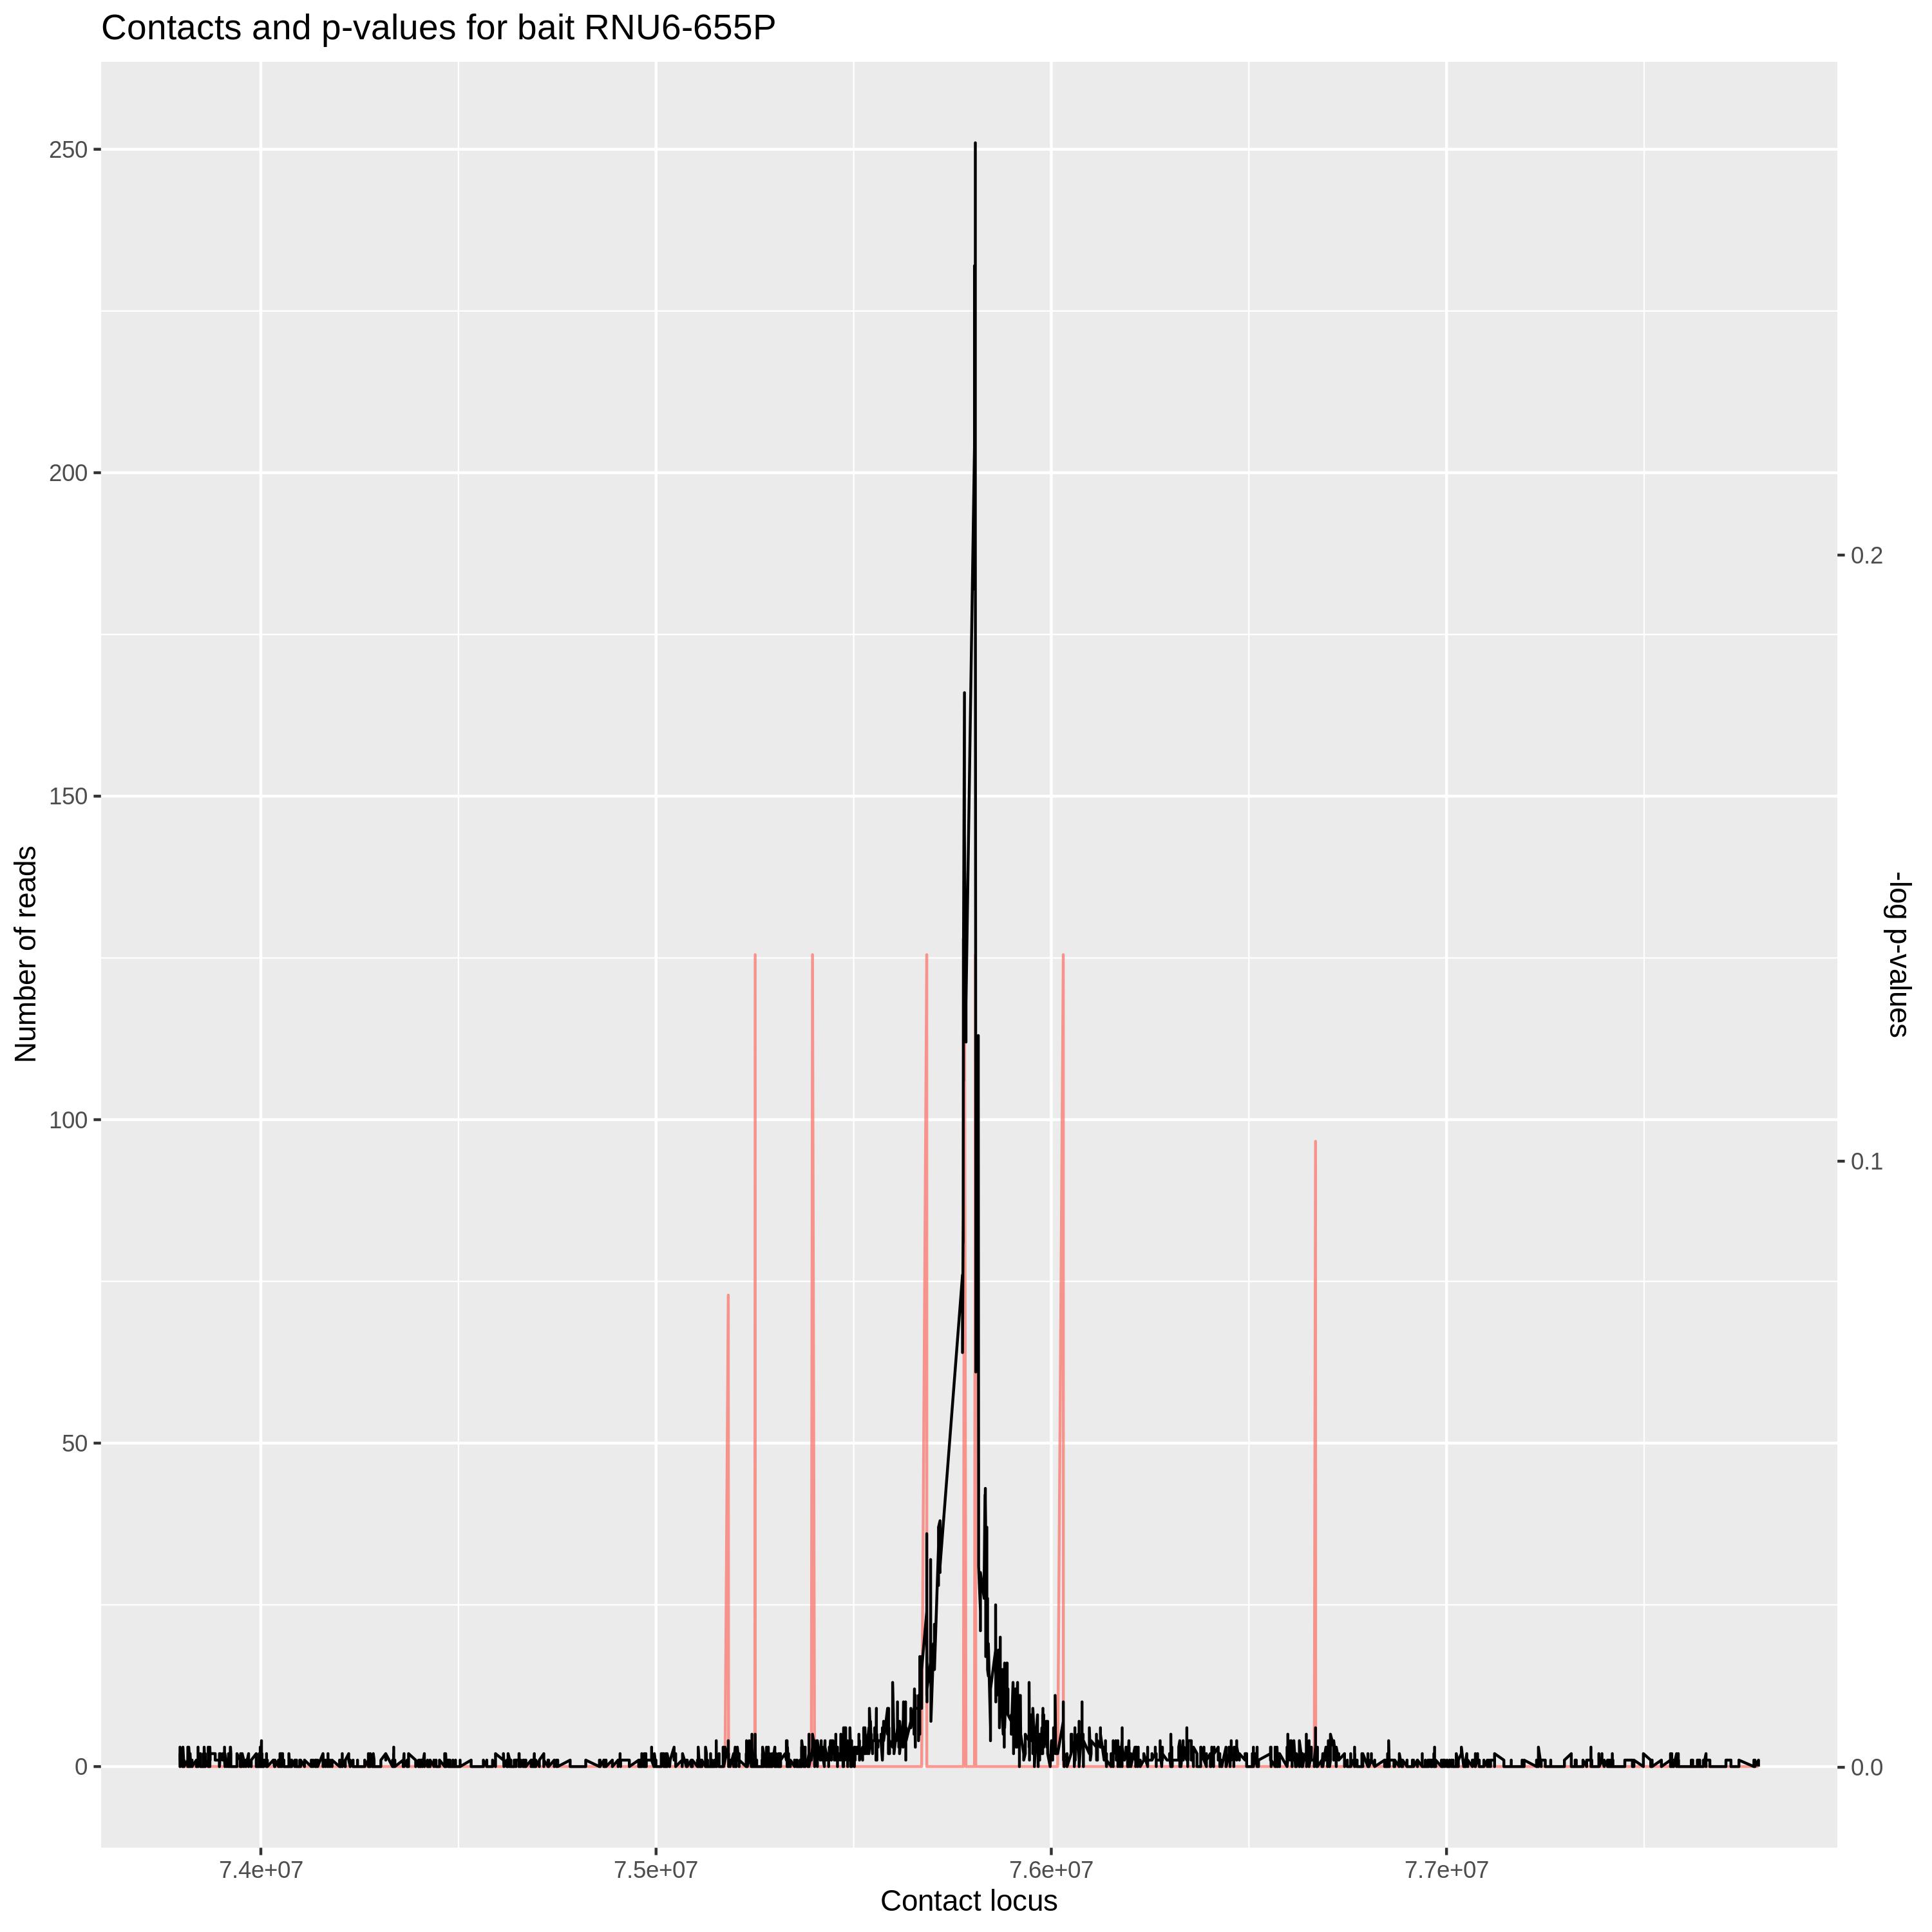 Contacts and p-values for bait RNU6-655P
250
200
150
100
50
0
Number of reads
0.2
0.1
0.0
-log p-values
7.4e+07
7.5e+07
7.6e+07
7.7e+07
Contact locus